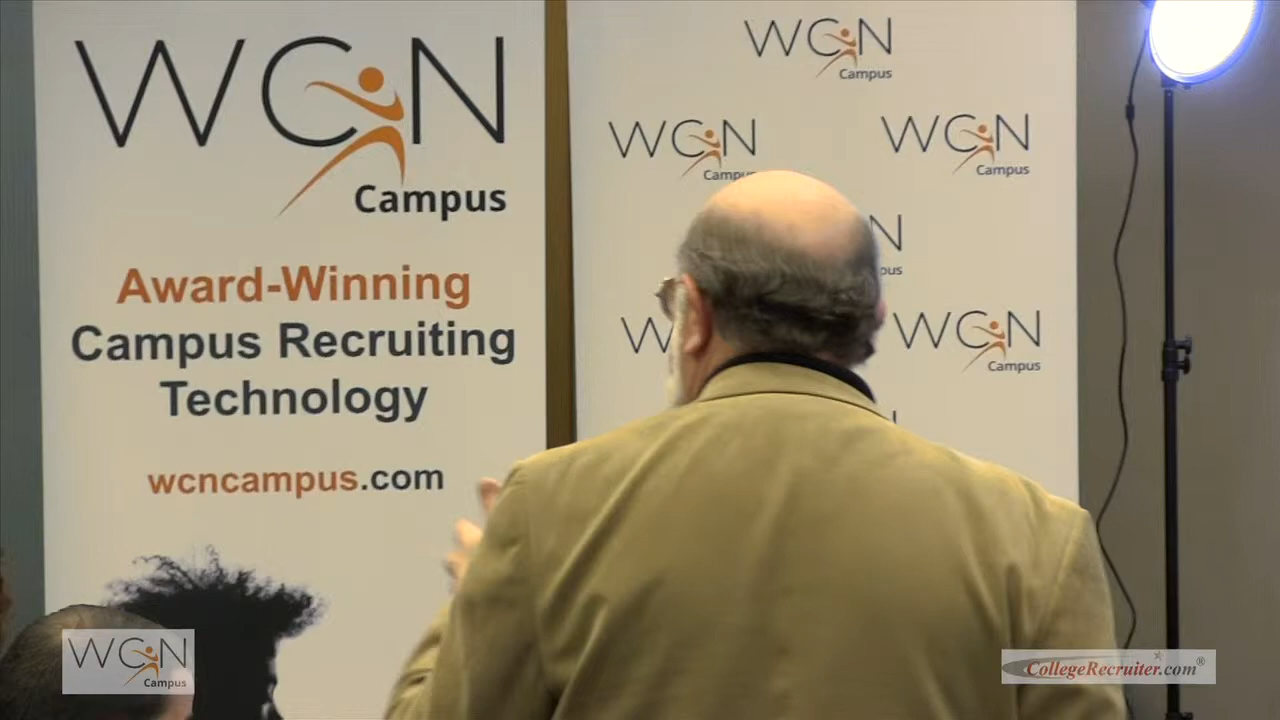 WCN
Campus
Award-Winning
Campus Recruiting
Technology
wcncampus.com
WCN
Campus
WCN
Campus
WCN
Campus
N
us
W
WCN
Campus
WCN
Campus
CollegeRecruiter.com®